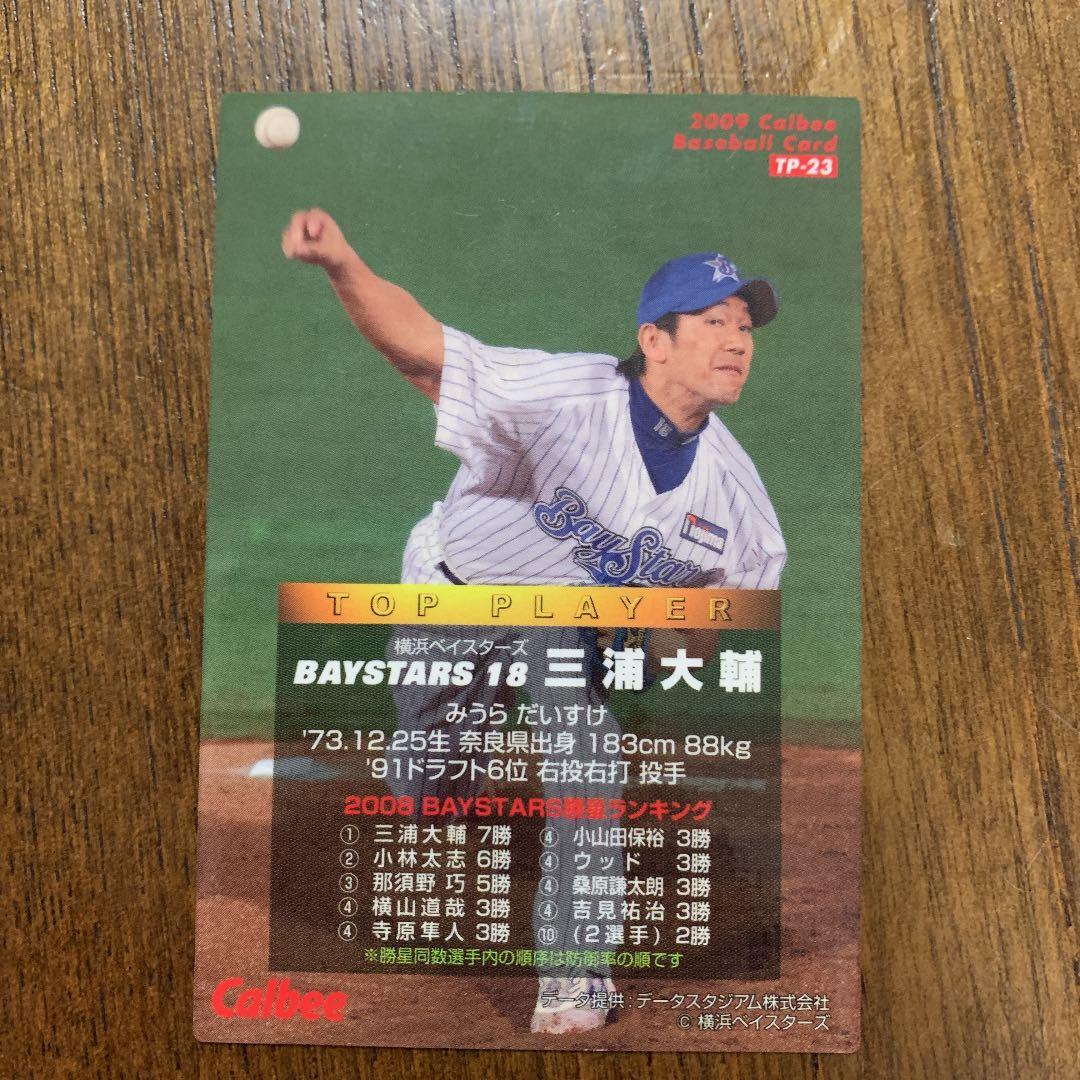 2009 Calbee
Baseball Card
TP-23
18
BayStars
Nojima
TOP PLAYER
横浜ベイスターズ
BAYSTARS 18 三浦大輔
みうら だいすけ
'73.12.25生 奈良県出身 183cm 88kg
'91ドラフト6位 右投右打 投手
2008 BAYSTARS勝星ランキング
① 三浦大輔 7勝 ④ 小山田保裕 3勝
② 小林太志 6勝 ④ ウッド 3勝
③ 那須野 巧 5勝 ④ 桑原謙太朗 3勝
④ 横山道哉 3勝 ④ 吉見祐治 3勝
④ 寺原隼人 3勝 ⑩ (2選手) 2勝
※勝星同数選手内の順序は防御率の順です
Calbee
データ提供:データスタジアム株式会社
© 横浜ベイスターズ